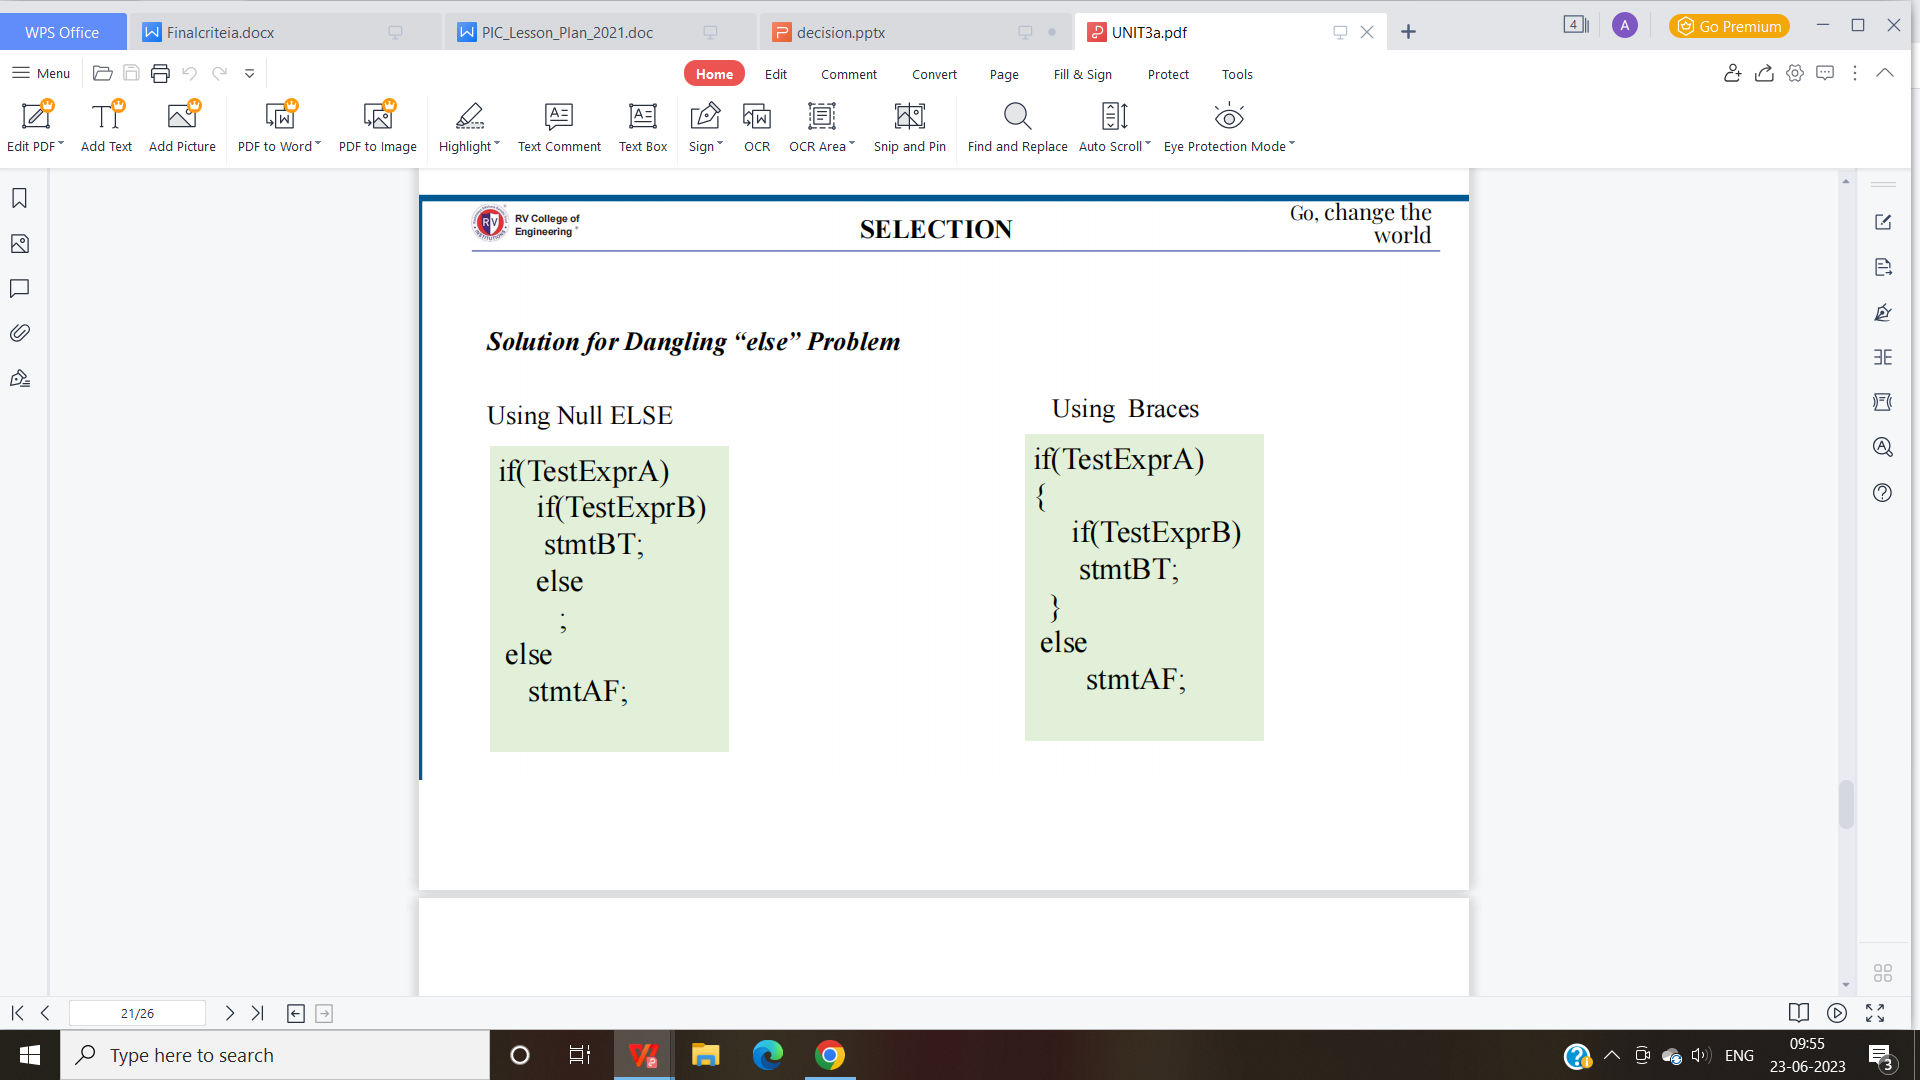 WPS Office
Finalcriteia.docx
PIC_Lesson_Plan_2021.doc
decision.pptx
UNIT3a.pdf
4
A
Go Premium
Menu
Home
Edit
Comment
Convert
Page
Fill & Sign
Protect
Tools
Edit PDF
Add Text
Add Picture
PDF to Word
PDF to Image
Highlight
Text Comment
Text Box
Sign
OCR
OCR Area
Snip and Pin
Find and Replace
Auto Scroll
Eye Protection Mode
RV College of
Engineering
SELECTION
Go, change the
world
Solution for Dangling “else” Problem
Using Null ELSE
if(TestExprA)
if(TestExprB)
stmtBT;
else
;
else
stmtAF;
Using Braces
if(TestExprA)
{
if(TestExprB)
stmtBT;
}
else
stmtAF;
21/26
Type here to search
ENG
09:55
23-06-2023
3